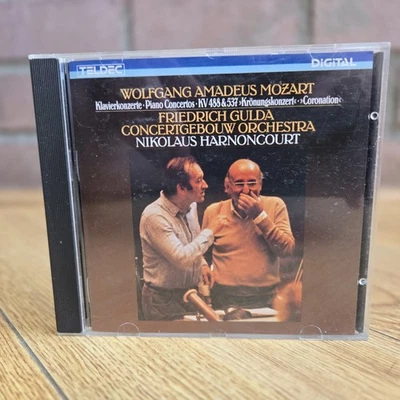 TELDEC DIGITAL
WOLFGANG AMADEUS MOZART
Klavierkonzerte · Piano Concertos · KV 488 & 537 »Krönungskonzert« · »Coronation«
FRIEDRICH GULDA
CONCERTGEBOUW ORCHESTRA
NIKOLAUS HARNONCOURT